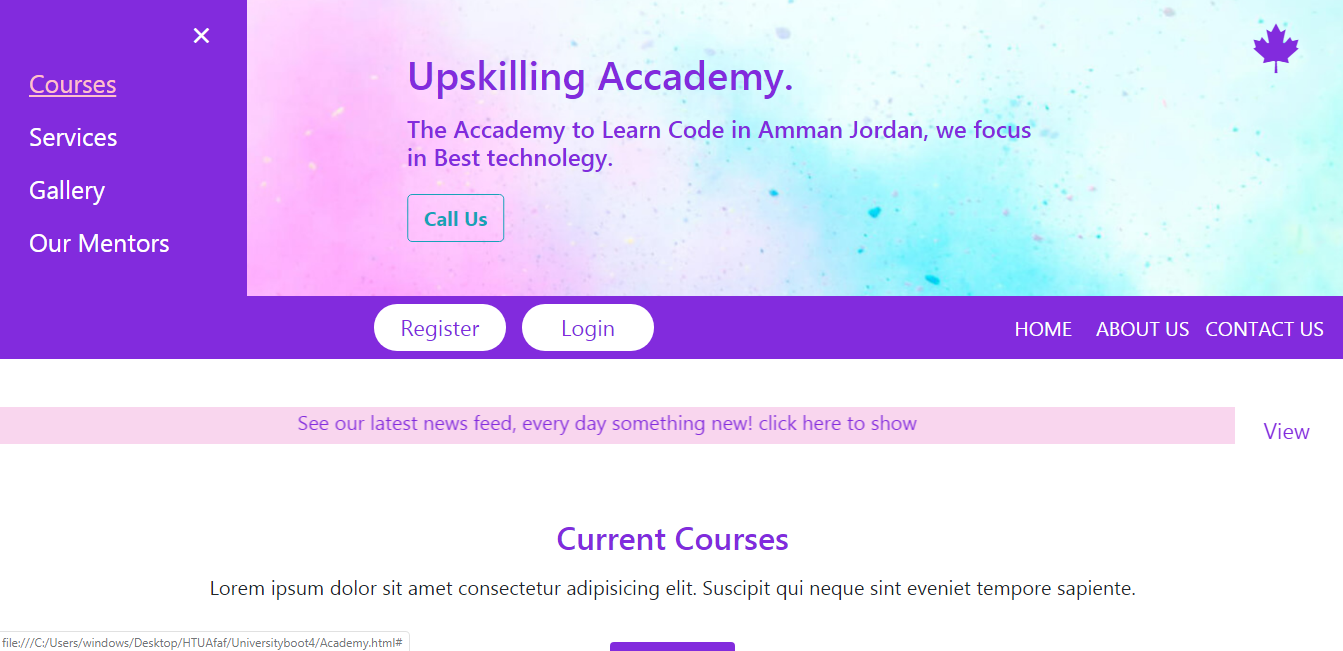 ×
Courses
Services
Gallery
Our Mentors
Upskilling Accademy.
The Accademy to Learn Code in Amman Jordan, we focus
in Best technolegy.
Call Us
Register
Login
HOME
ABOUT US
CONTACT US
See our latest news feed, every day something new! click here to show
View
Current Courses
Lorem ipsum dolor sit amet consectetur adipisicing elit. Suscipit qui neque sint eveniet tempore sapiente.
file:///C:/Users/windows/Desktop/HTUAfaf/Universityboot4/Academy.html#